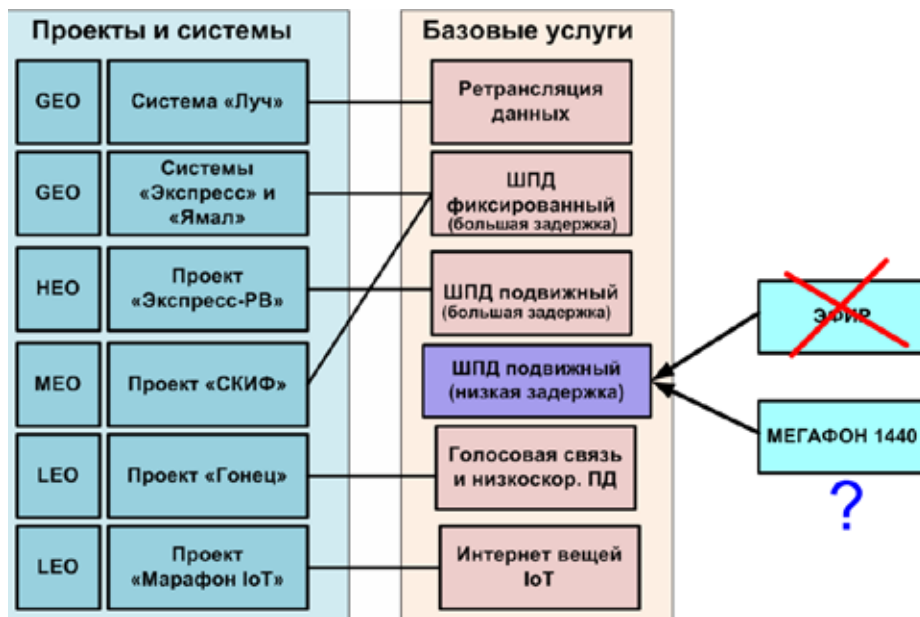 Проекты и системы
GEO
Система «Луч»
GEO
Системы
«Экспресс» и
«Ямал»
HEO
Проект
«Экспресс-РВ»
MEO
Проект «СКИФ»
LEO
Проект «Гонец»
LEO
Проект
«Марафон IoT»
Базовые услуги
Ретрансляция
данных
ШПД
фиксированный
(большая задержка)
ШПД подвижный
(большая задержка)
ШПД подвижный
(низкая задержка)
Голосовая связь
и низкоскор. ПД
Интернет вещей
IoT
ЭФИР
МЕГАФОН 1440
?